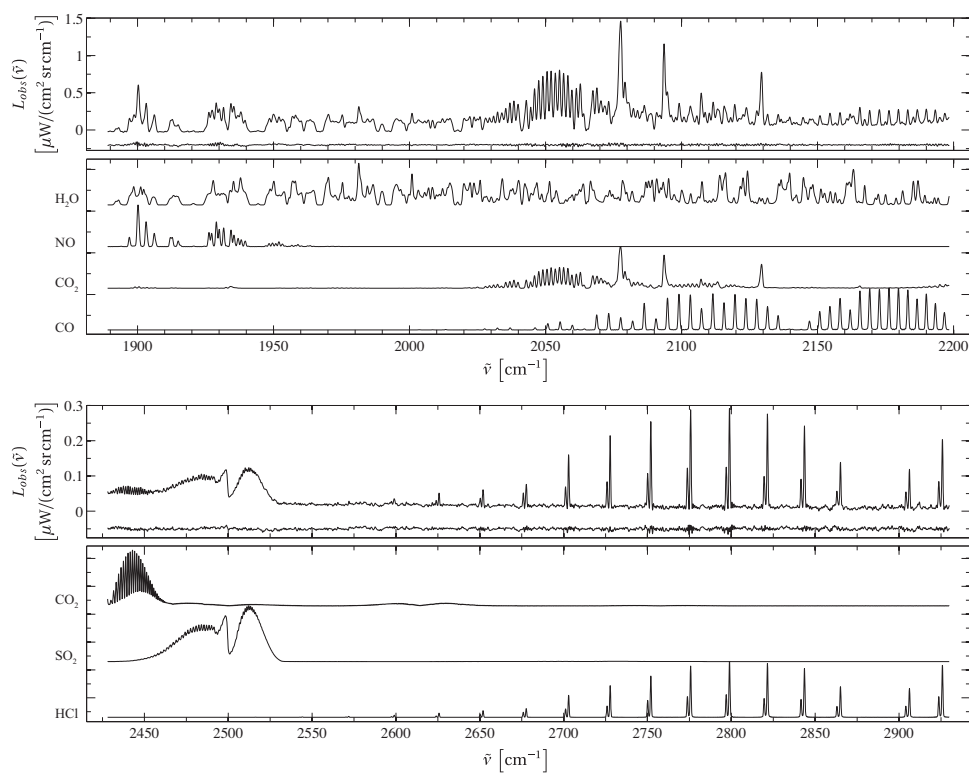 L_obs(ṽ)
[μW/(cm² sr cm⁻¹)]
1.5
1
0.5
0
H₂O
NO
CO₂
CO
1900 1950 2000 2050 2100 2150 2200
ṽ [cm⁻¹]
L_obs(ṽ)
[μW/(cm² sr cm⁻¹)]
0.3
0.2
0.1
0
CO₂
SO₂
HCl
2450 2500 2550 2600 2650 2700 2750 2800 2850 2900
ṽ [cm⁻¹]